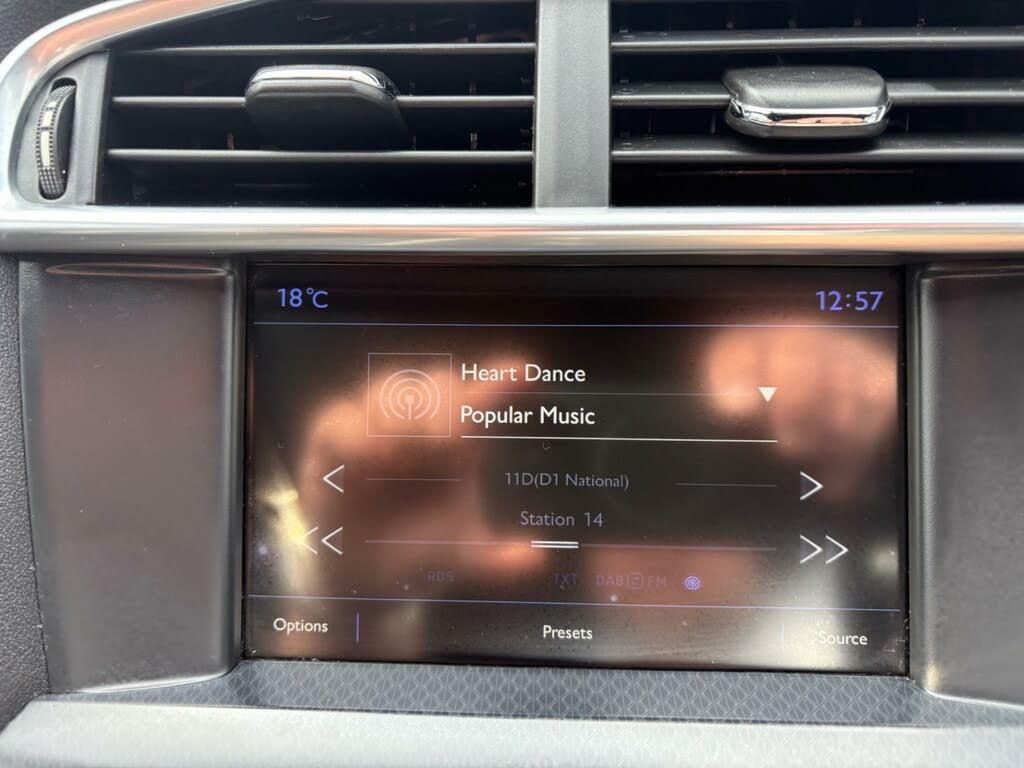 18°C 12:57
Heart Dance
Popular Music
11D(D1 National)
Station 14
RDS TXT DAB FM
Options Presets Source